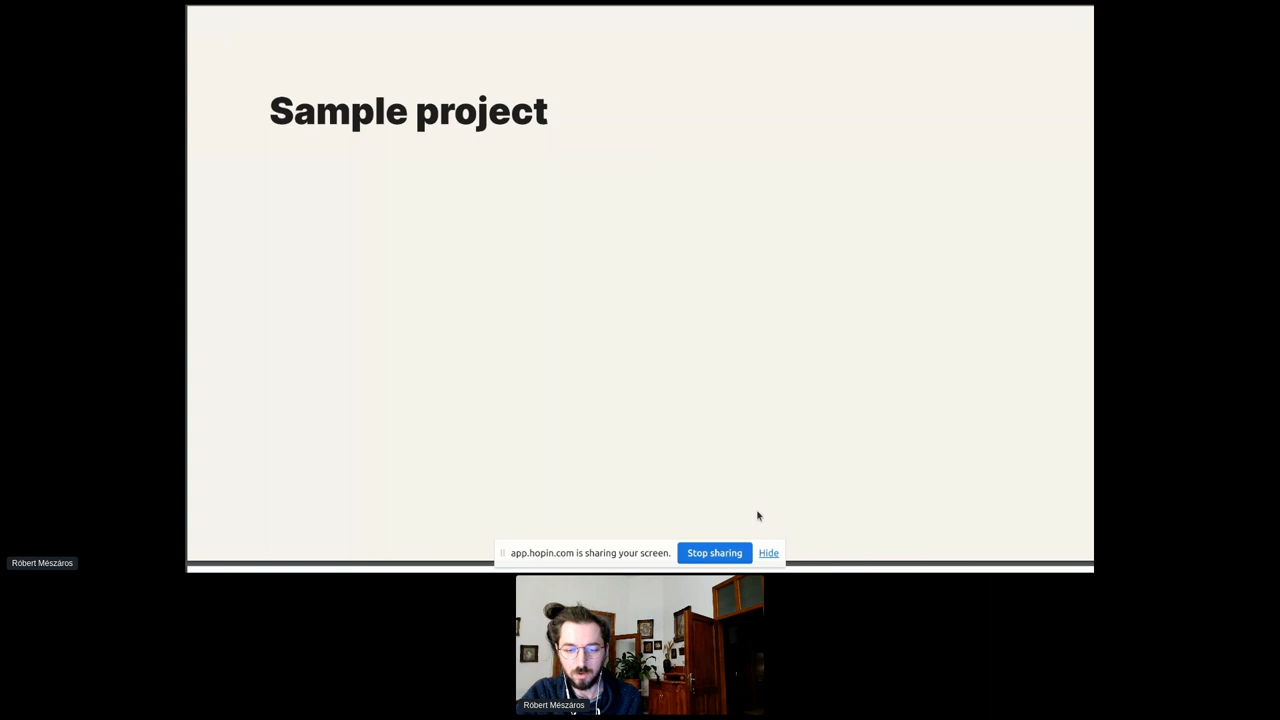 Sample project
app.hopin.com is sharing your screen. Stop sharing Hide
Róbert Mészáros
Róbert Mészáros